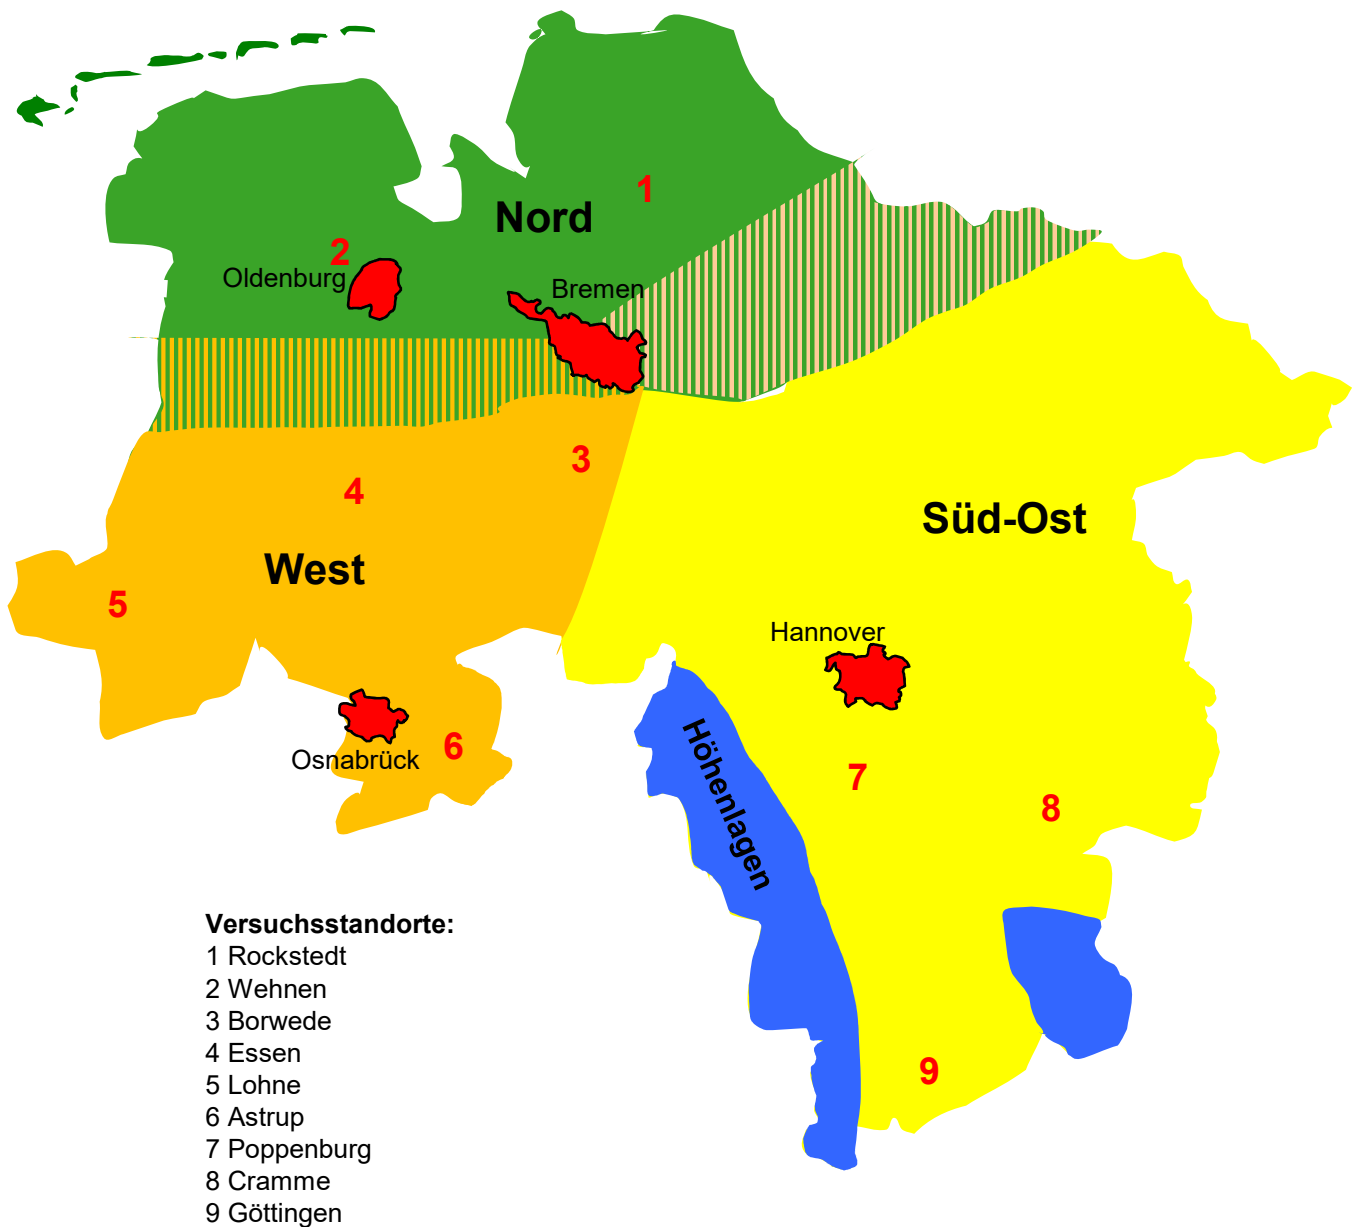 1
Nord
2
Oldenburg
Bremen
3
4
Süd-Ost
West
5
Hannover
Höhenlagen
6
Osnabrück
7
8
9
Versuchsstandorte:
1 Rockstedt
2 Wehnen
3 Borwede
4 Essen
5 Lohne
6 Astrup
7 Poppenburg
8 Cramme
9 Göttingen